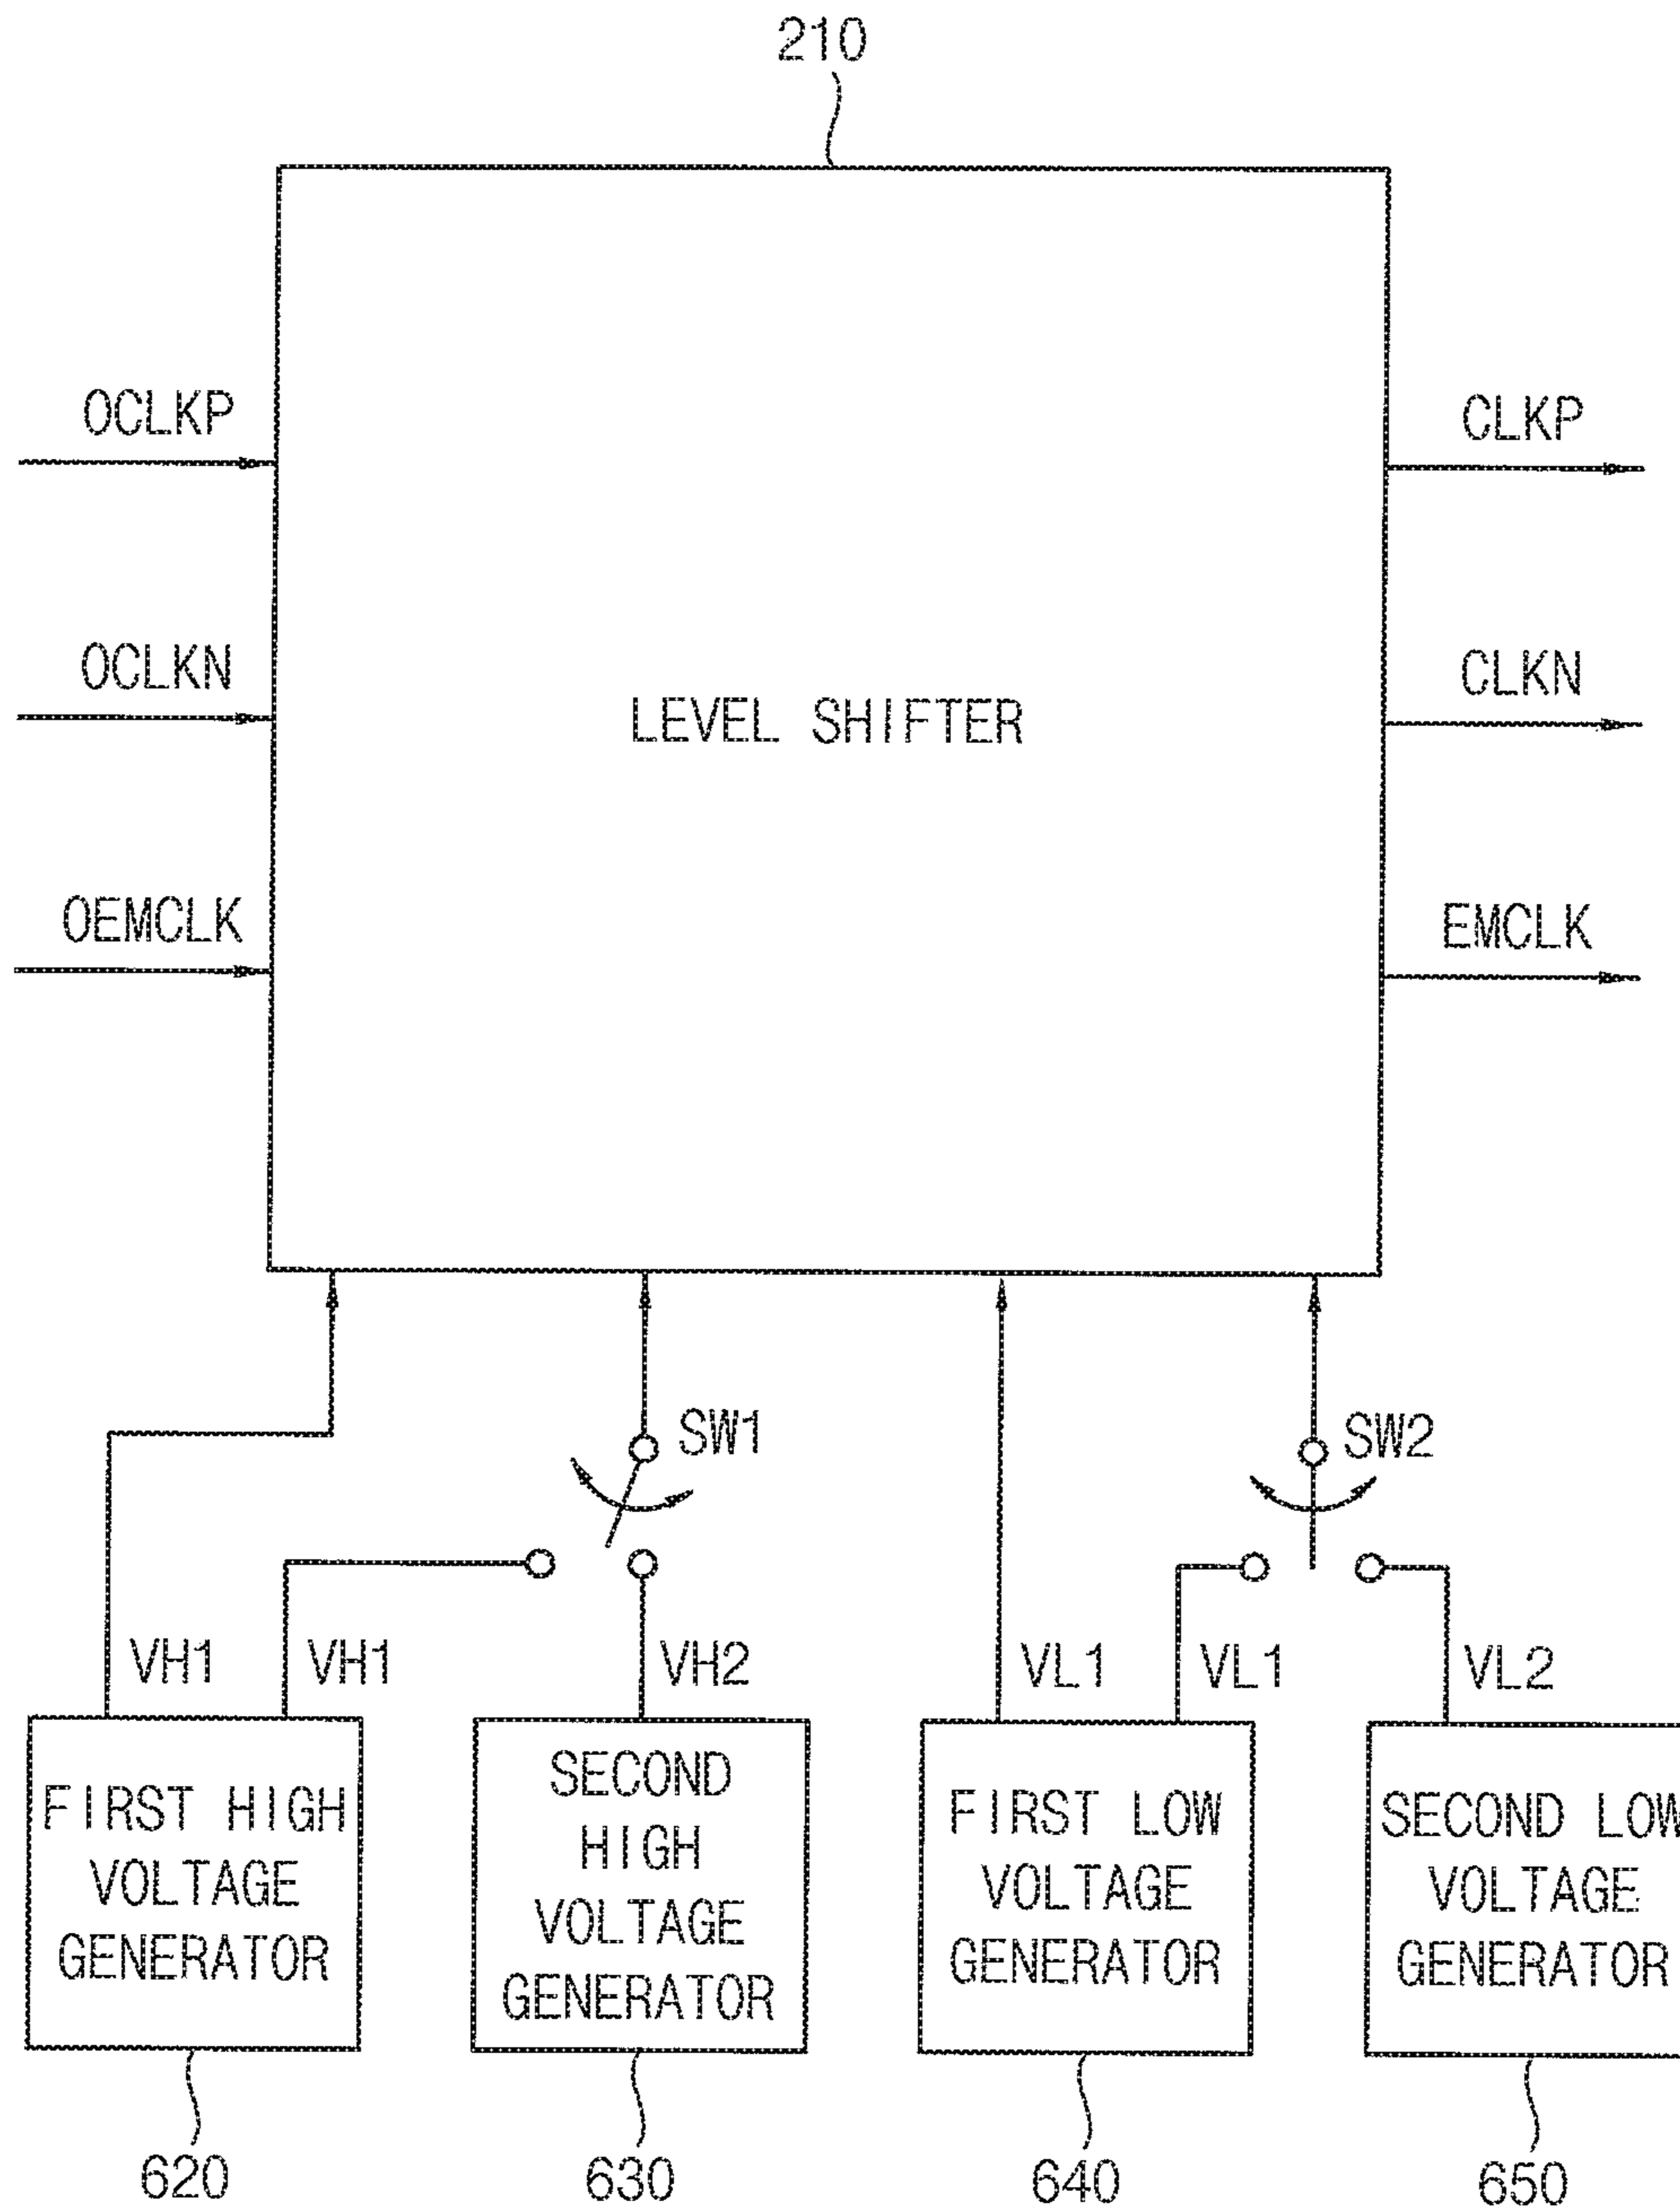 210
OCLKP
CLKP
OCLKN
CLKN
LEVEL SHIFTER
OEMCLK
EMCLK
SW1
SW2
VH1
VH1
VH2
VL1
VL1
VL2
FIRST HIGH
VOLTAGE
GENERATOR
SECOND
HIGH
VOLTAGE
GENERATOR
FIRST LOW
VOLTAGE
GENERATOR
SECOND LOW
VOLTAGE
GENERATOR
620
630
640
650